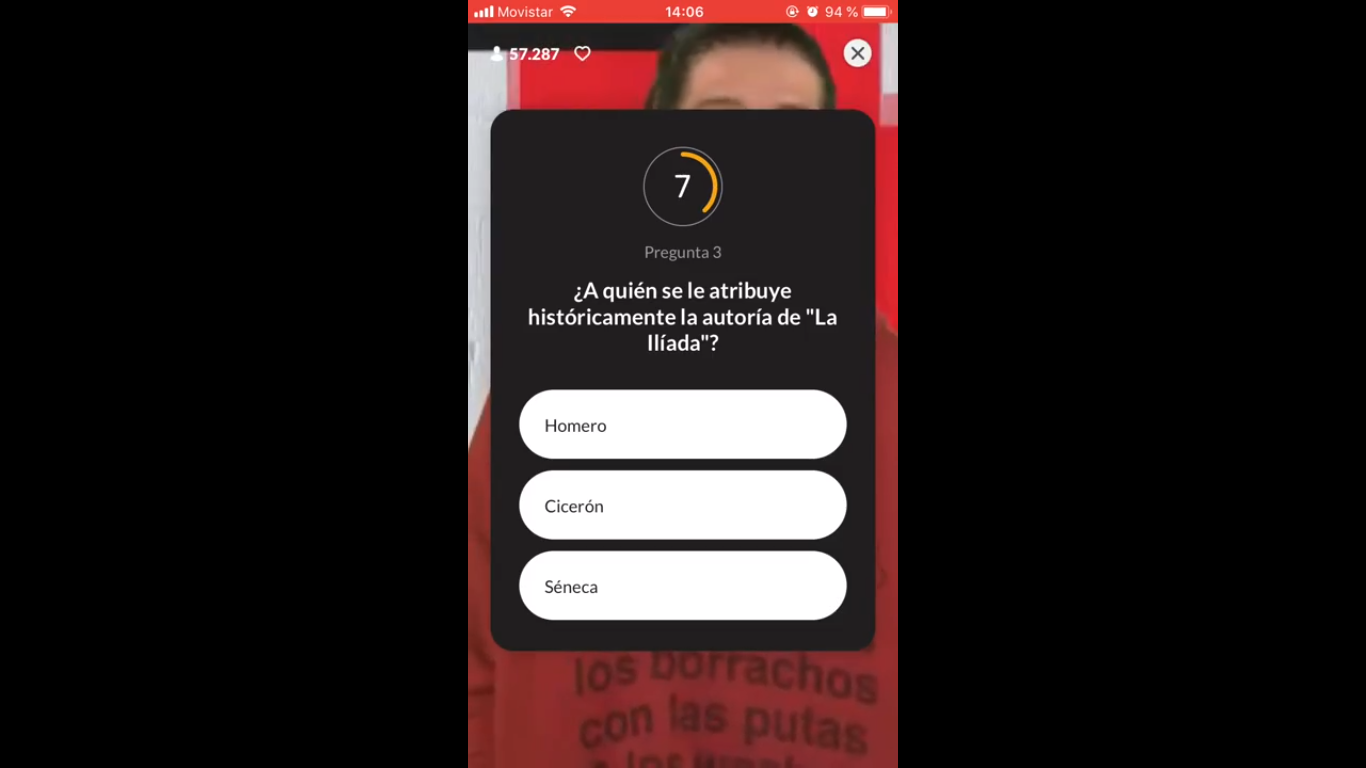 Movistar 14:06 94 %
57.287
7
Pregunta 3
¿A quién se le atribuye
históricamente la autoría de "La
Ilíada"?
Homero
Cicerón
Séneca
los borrachos
con las putas